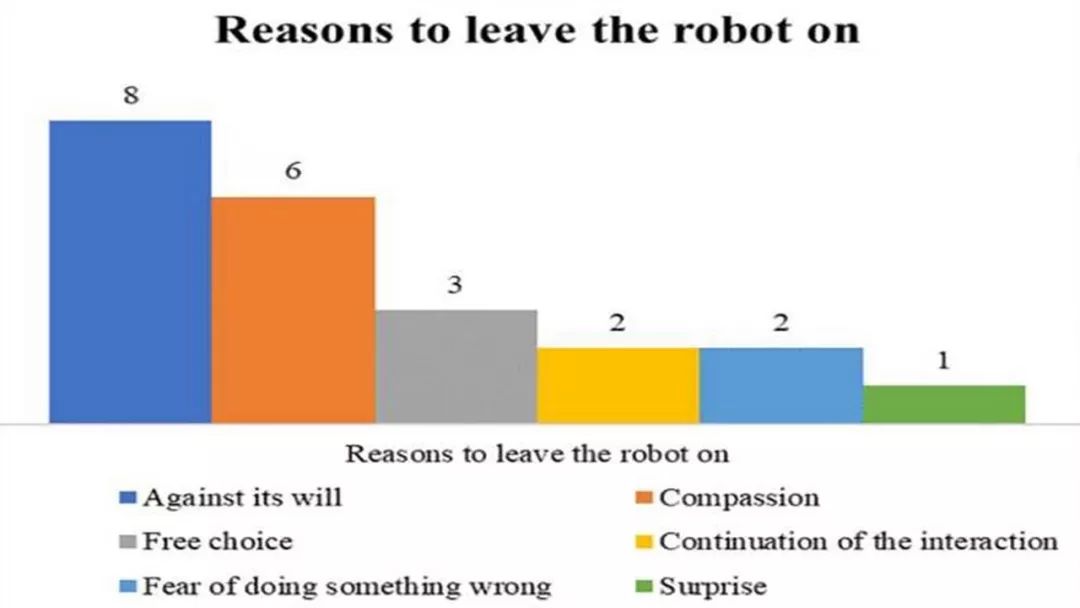 Reasons to leave the robot on
8
6
3
2
2
1
Reasons to leave the robot on
Against its will
Compassion
Free choice
Continuation of the interaction
Fear of doing something wrong
Surprise